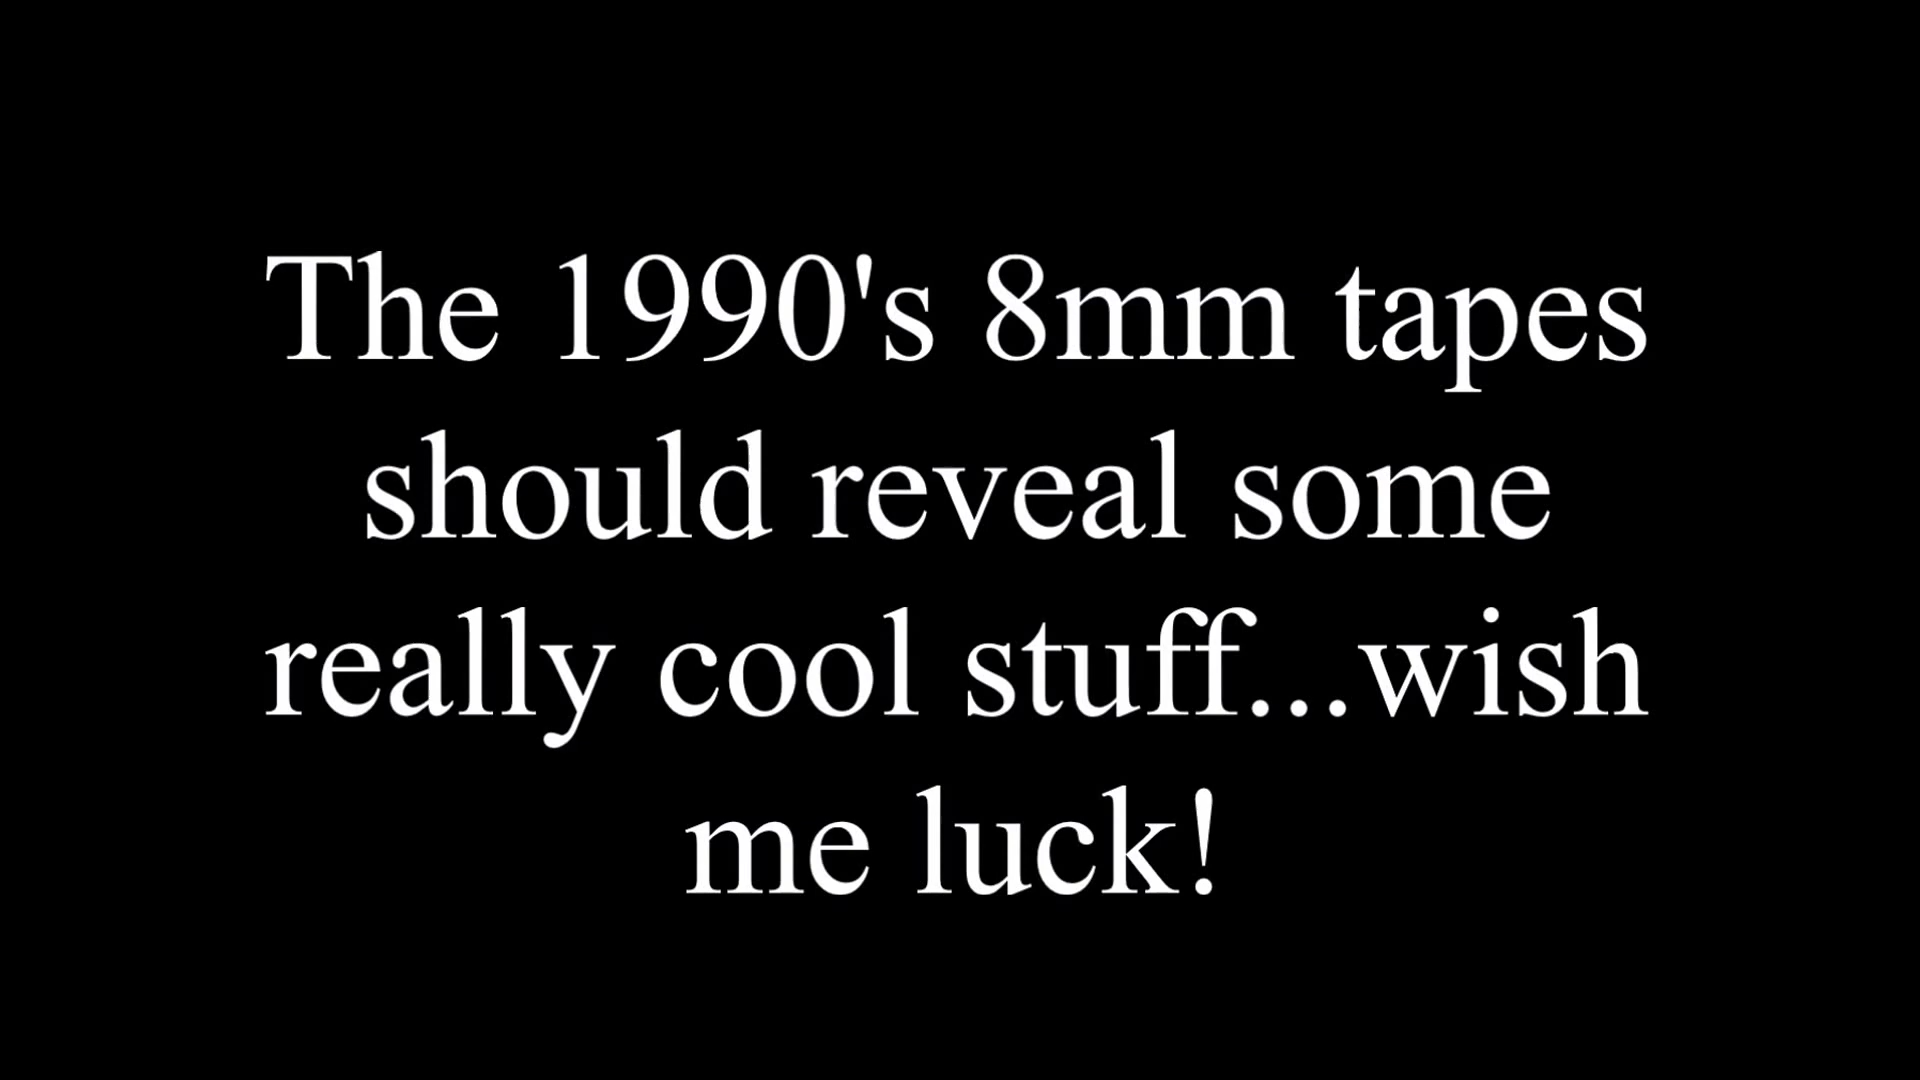 The 1990's 8mm tapes
should reveal some
really cool stuff...wish
me luck!